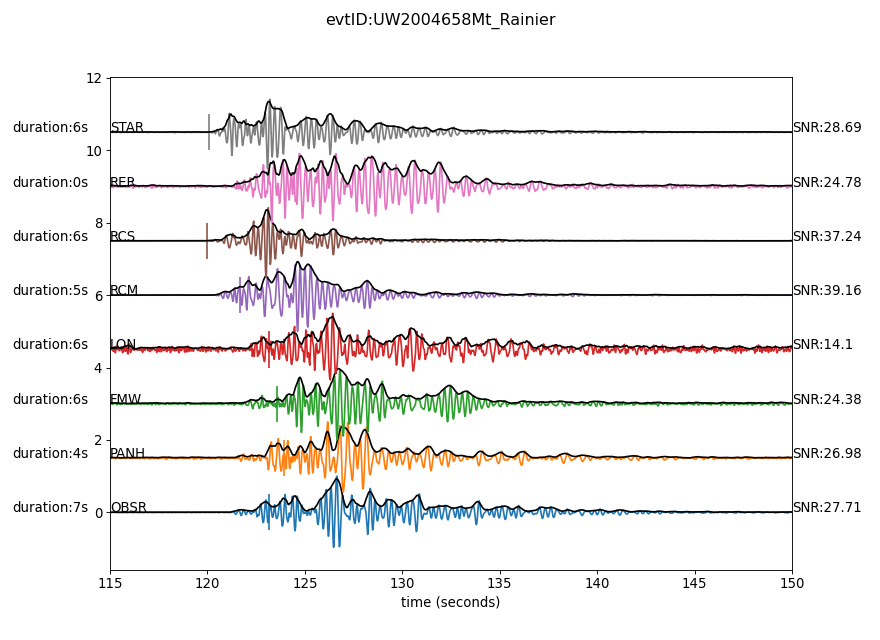 evtID:UW2004658Mt_Rainier
12
duration:6s STAR SNR:28.69
10
duration:0s RER SNR:24.78
8
duration:6s RCS SNR:37.24
duration:5s RCM SNR:39.16
6
duration:6s LON SNR:14.1
4
duration:6s FMW SNR:24.38
2
duration:4s PANH SNR:26.98
duration:7s OBSR SNR:27.71
0
115 120 125 130 135 140 145 150
time (seconds)